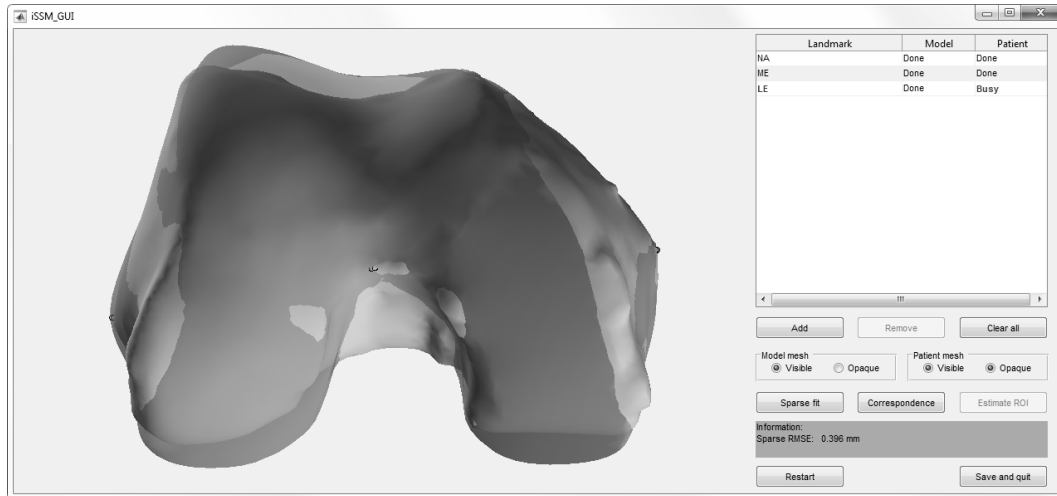 iSSM_GUI
Landmark Model Patient
NA Done Done
ME Done Done
LE Done Busy
Add Remove Clear all
Model mesh Patient mesh
Visible Opaque Visible Opaque
Sparse fit Correspondence Estimate ROI
Information:
Sparse RMSE: 0.396 mm
Restart Save and quit